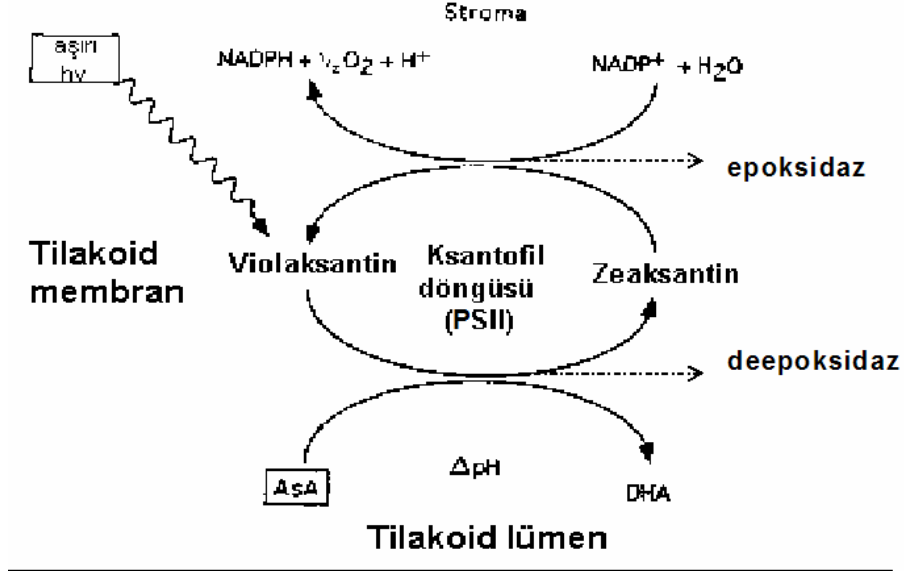 Stroma
aşırı
hv
NADPH + ½O2 + H+
NADP+ + H2O
epoksidaz
Tilakoid
membran
Violaksantin
Ksantofil
döngüsü
(PSII)
Zeaksantin
deepoksidaz
AsA
ΔpH
DHA
Tilakoid lümen